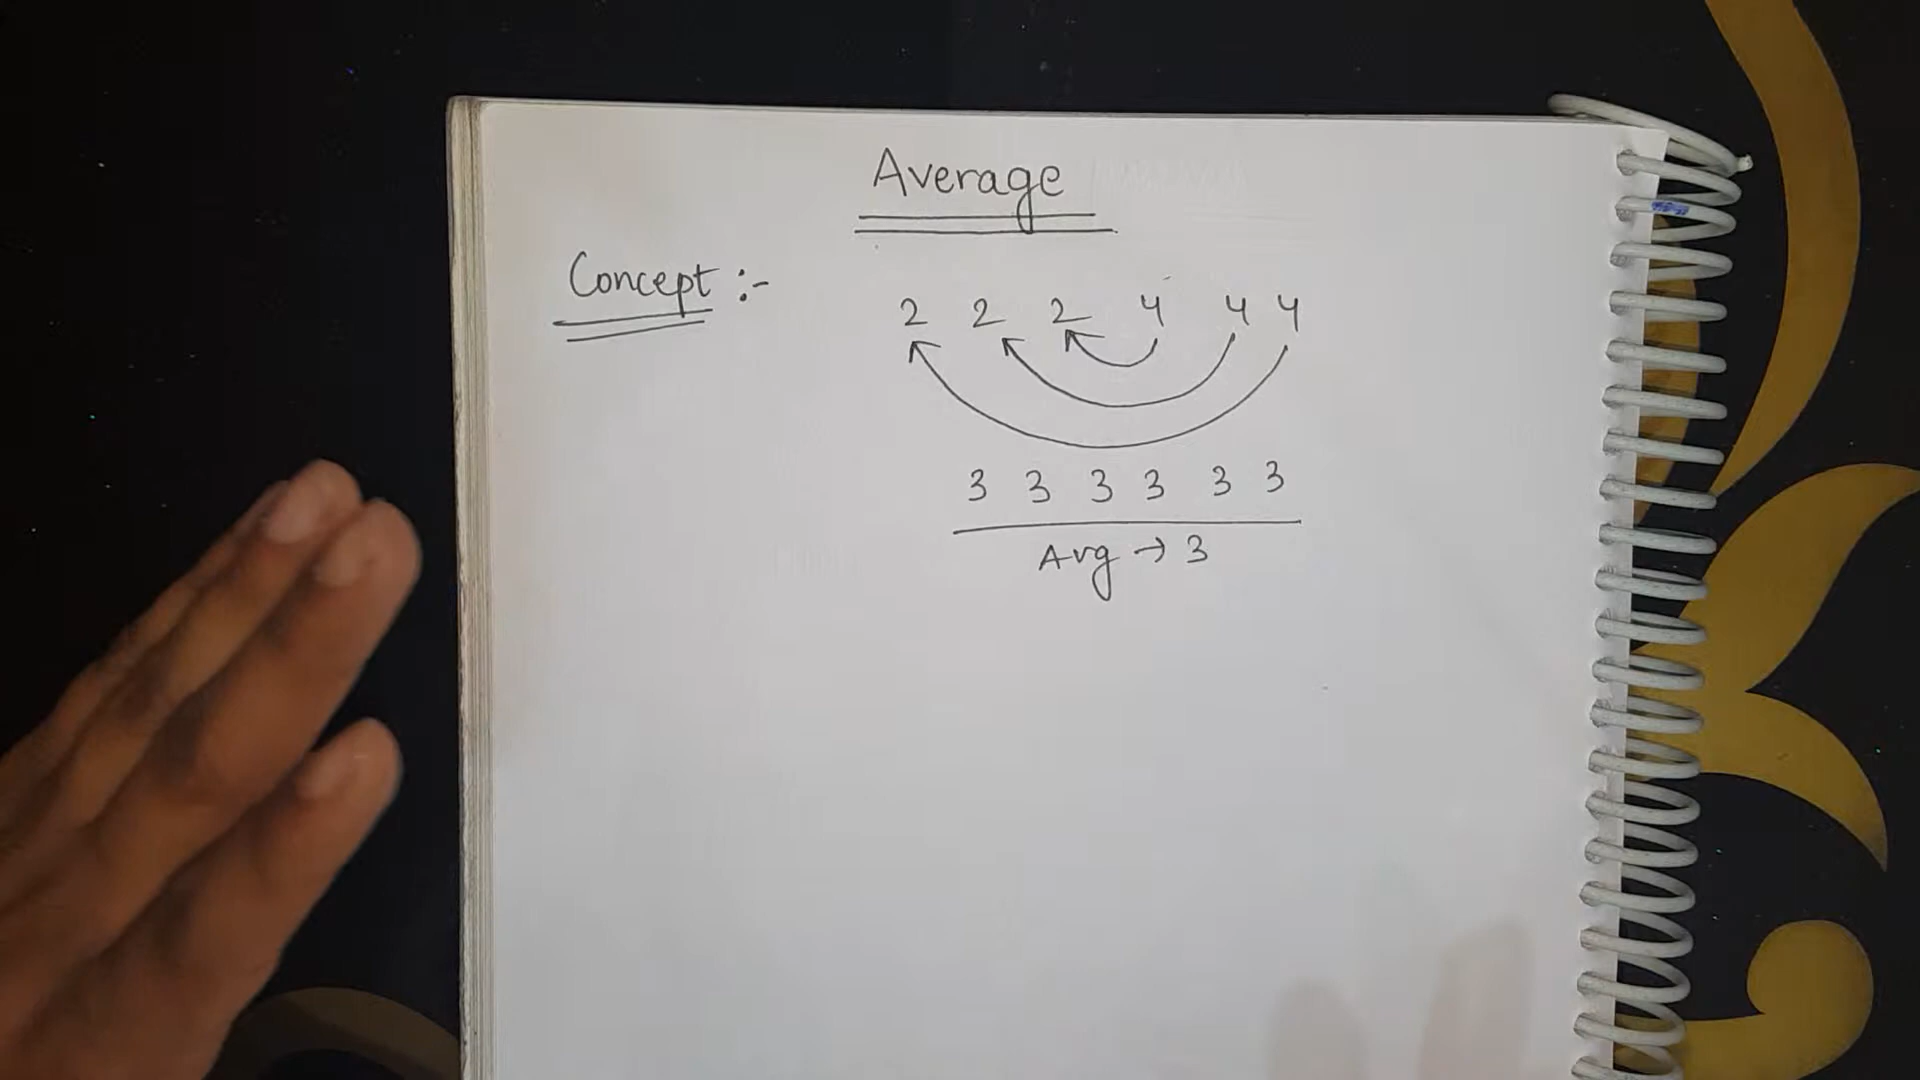 Average
Concept :-
2 2 2 4 4 4
3 3 3 3 3 3
Avg → 3